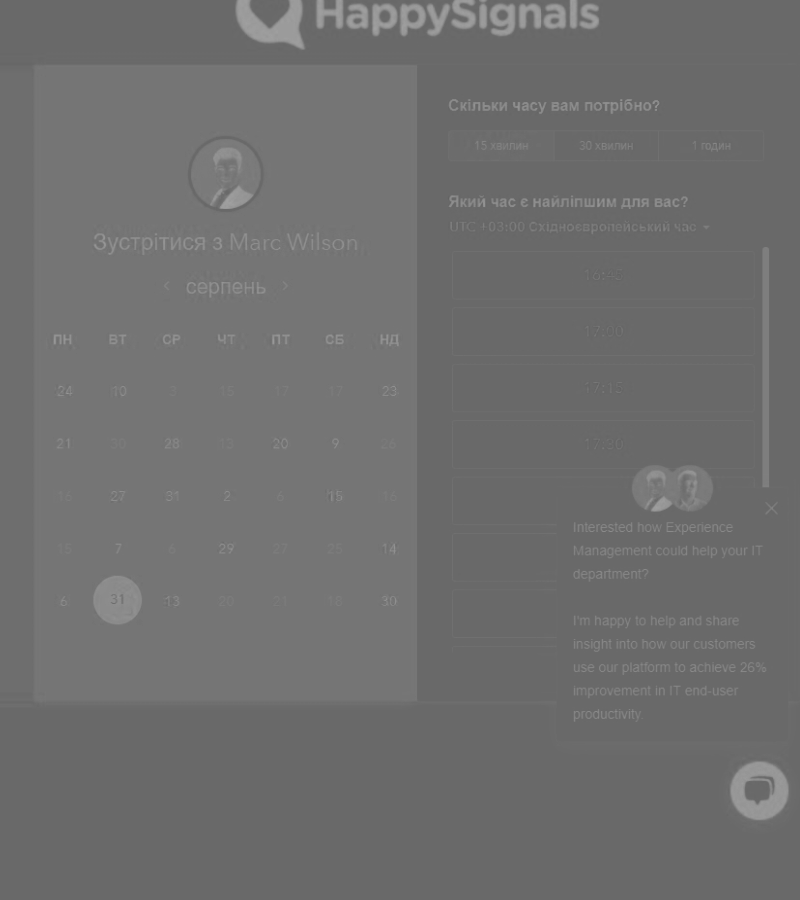 HappySignals
Зустрітися з Marc Wilson
серпень
ПН ВТ СР ЧТ ПТ СБ НД
24 10 3 17 17 23
21 30 28 13 20 9 26
27 31 2 6 15 16
15 7 6 29 27 25 14
6 31 13 20 21 18 30
Скільки часу вам потрібно?
15 хвилин 30 хвилин 1 годин
Який час є найліпшим для вас?
UTC +03:00 Східноєвропейський час
16:45
17:00
17:15
17:30
Interested how Experience
Management could help your IT
department?
I'm happy to help and share
insight into how our customers
use our platform to achieve 26%
improvement in IT end-user
productivity.